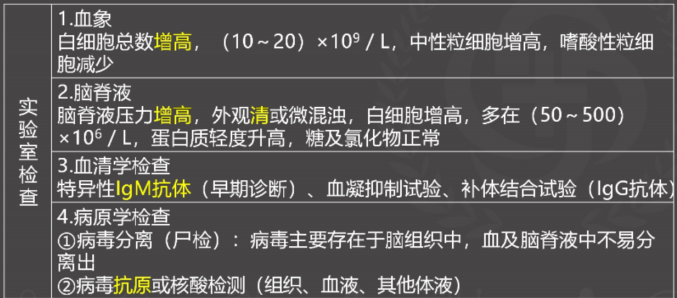 实验室检查
1.血象
白细胞总数增高，（10～20）×10⁹／L，中性粒细胞增高，嗜酸性粒细
胞减少
2.脑脊液
脑脊液压力增高，外观清或微混浊，白细胞增高，多在（50～500）
×10⁶／L，蛋白质轻度升高，糖及氯化物正常
3.血清学检查
特异性IgM抗体（早期诊断）、血凝抑制试验、补体结合试验（IgG抗体）
4.病原学检查
①病毒分离（尸检）：病毒主要存在于脑组织中，血及脑脊液中不易分
离出
②病毒抗原或核酸检测（组织、血液、其他体液）